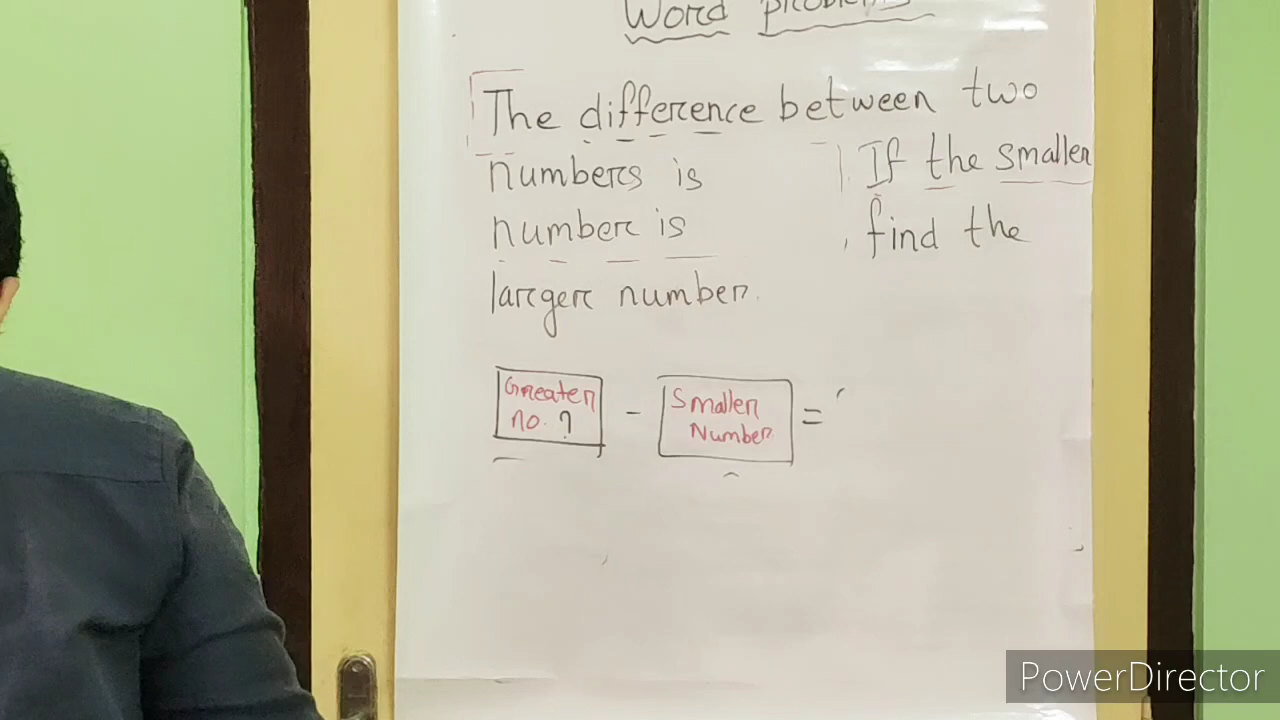 Word problems
The difference between two
numbers is . If the smaller
number is , find the
larger number.
Greater no. ? - Smaller Number =
PowerDirector